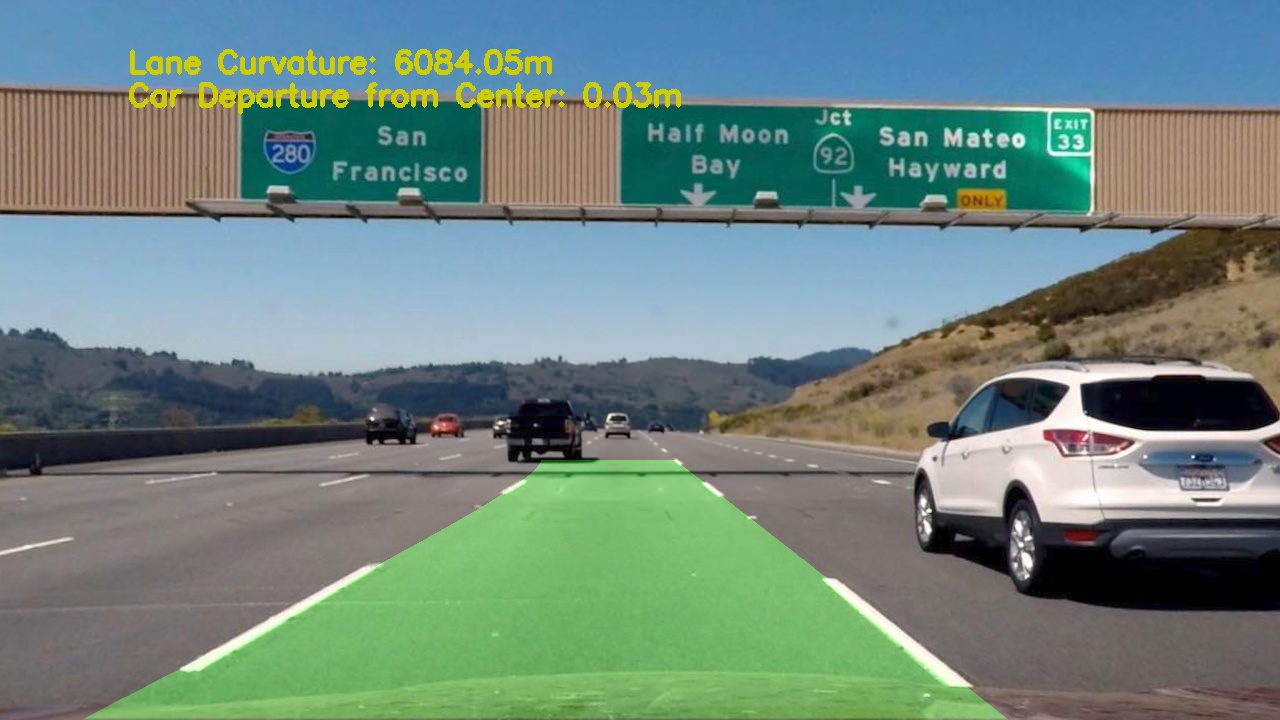 Lane Curvature: 6084.05m
Car Departure from Center: 0.03m
280
San
Francisco
Half Moon
Bay
Jct
92
San Mateo
Hayward
EXIT
33
ONLY